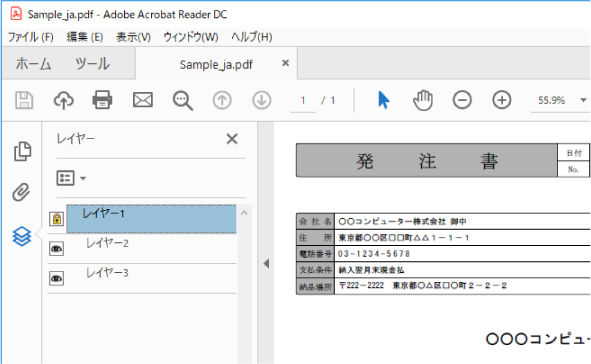 Sample_ja.pdf - Adobe Acrobat Reader DC
ファイル(F) 編集(E) 表示(V) ウィンドウ(W) ヘルプ(H)
ホーム ツール Sample_ja.pdf ×
1 / 1 55.9%
レイヤー
レイヤー1
レイヤー2
レイヤー3
発注書
日付
No.
会社名 〇〇コンピューター株式会社 御中
住所 東京都〇〇区□□町△△1-1-1
電話番号 03-1234-5678
支払条件 納入翌月末現金払
納品場所 〒222-2222 東京都〇△区□〇町2-2-2
〇〇〇コンピュ